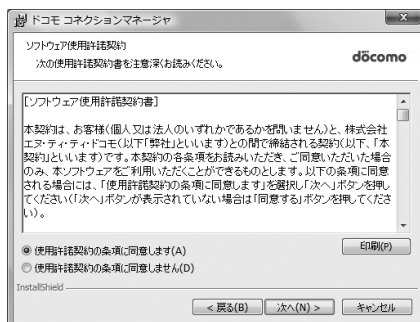 ドコモ コネクションマネージャ
ソフトウェア使用許諾契約
次の使用許諾契約書を注意深くお読みください。
döcomo
[ソフトウェア使用許諾契約書]
本契約は、お客様(個人又は法人のいずれかであるかを問いません)と、株式会社
エヌ・ティ・ティ・ドコモ(以下「弊社」といいます)との間で締結される契約(以下、「本
契約」といいます)です。本契約の各条項をお読みいただき、ご同意いただいた場合
のみ、本ソフトウェアをご利用いただくことができるものとします。以下の条項に同意
される場合には、「使用許諾契約の条項に同意します」を選択し「次へ」ボタンを押し
てください(「次へ」ボタンが表示されていない場合は「同意する」ボタンを押してくださ
い)。
使用許諾契約の条項に同意します(A)
印刷(P)
使用許諾契約の条項に同意しません(D)
InstallShield
< 戻る(B)
次へ(N) >
キャンセル